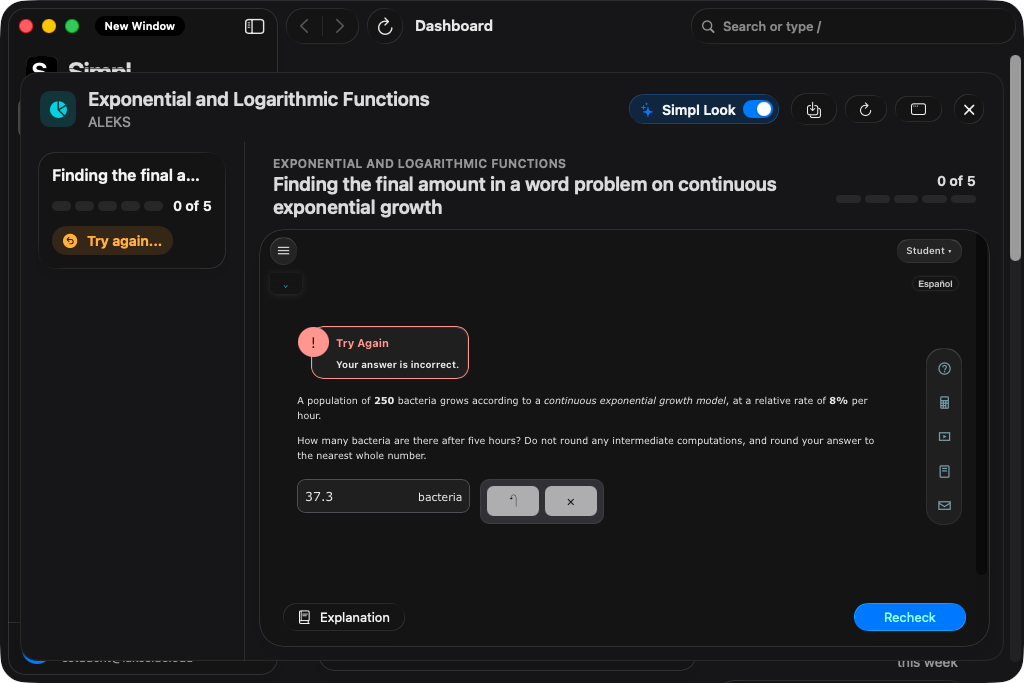 New Window
Dashboard
Search or type /
Simpl
Exponential and Logarithmic Functions
ALEKS
Simpl Look
Finding the final a...
0 of 5
Try again...
EXPONENTIAL AND LOGARITHMIC FUNCTIONS
Finding the final amount in a word problem on continuous
exponential growth
0 of 5
Student
Español
!
Try Again
Your answer is incorrect.
A population of 250 bacteria grows according to a continuous exponential growth model, at a relative rate of 8% per
hour.
How many bacteria are there after five hours? Do not round any intermediate computations, and round your answer to
the nearest whole number.
37.3 bacteria
×
Explanation
Recheck
this week